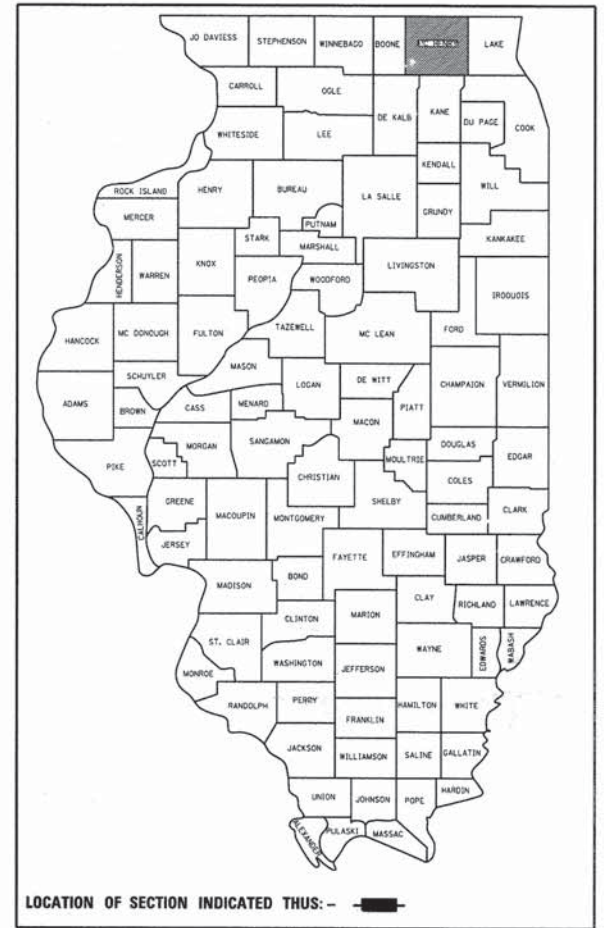 JO DAVIESS STEPHENSON WINNEBAGO BOONE LAKE
CARROLL OGLE DE KALB KANE DU PAGE COOK
WHITESIDE LEE
KENDALL WILL
ROCK ISLAND HENRY BUREAU LA SALLE GRUNDY
MERCER PUTNAM
STARK MARSHALL KANKAKEE
HENDERSON WARREN KNOX PEOPIA WOODFORD LIVINGSTON IROQUOIS
HANCOCK MC DONOUGH FULTON TAZEWELL MC LEAN FORD
MASON
SCHUYLER LOGAN DE WITT CHAMPAIGN VERMILION
ADAMS BROWN CASS MENARD PIATT
MACON
PIKE SCOTT MORGAN SANGAMON MOULTRIE DOUGLAS EDGAR
CHRISTIAN COLES
CALHOUN GREENE MACOUPIN MONTGOMERY SHELBY CUMBERLAND CLARK
JERSEY FAYETTE EFFINGHAM JASPER CRAWFORD
MADISON BOND
CLAY RICHLAND LAWRENCE
CLINTON MARION
ST. CLAIR WAYNE EDWARDS WABASH
MONROE WASHINGTON JEFFERSON
RANDOLPH PERRY HAMILTON WHITE
FRANKLIN
JACKSON WILLIAMSON SALINE GALLATIN
UNION JOHNSON POPE HARDIN
ALEXANDER PULASKI MASSAC
LOCATION OF SECTION INDICATED THUS: -